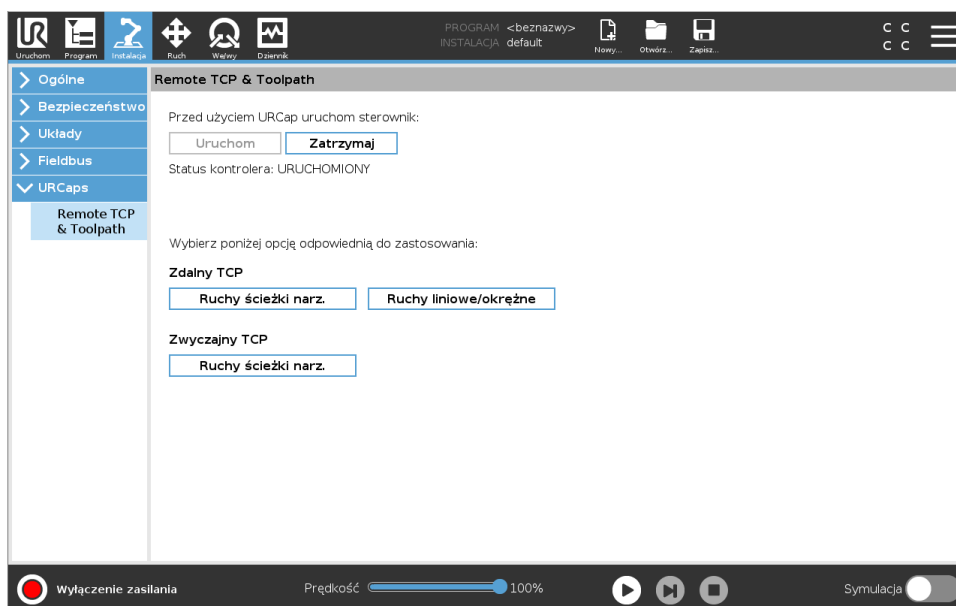 UR
PROGRAM <beznazwy>
INSTALACJA default
C C
C C
Uruchom Program Instalacja Ruch We/wy Dziennik Nowy... Otwórz... Zapisz...
Ogólne
Bezpieczeństwo
Układy
Fieldbus
URCaps
Remote TCP
& Toolpath
Remote TCP & Toolpath
Przed użyciem URCap uruchom sterownik:
Uruchom Zatrzymaj
Status kontrolera: URUCHOMIONY
Wybierz poniżej opcję odpowiednią do zastosowania:
Zdalny TCP
Ruchy ścieżki narz. Ruchy liniowe/okrężne
Zwyczajny TCP
Ruchy ścieżki narz.
Wyłączenie zasilania Prędkość 100% Symulacja